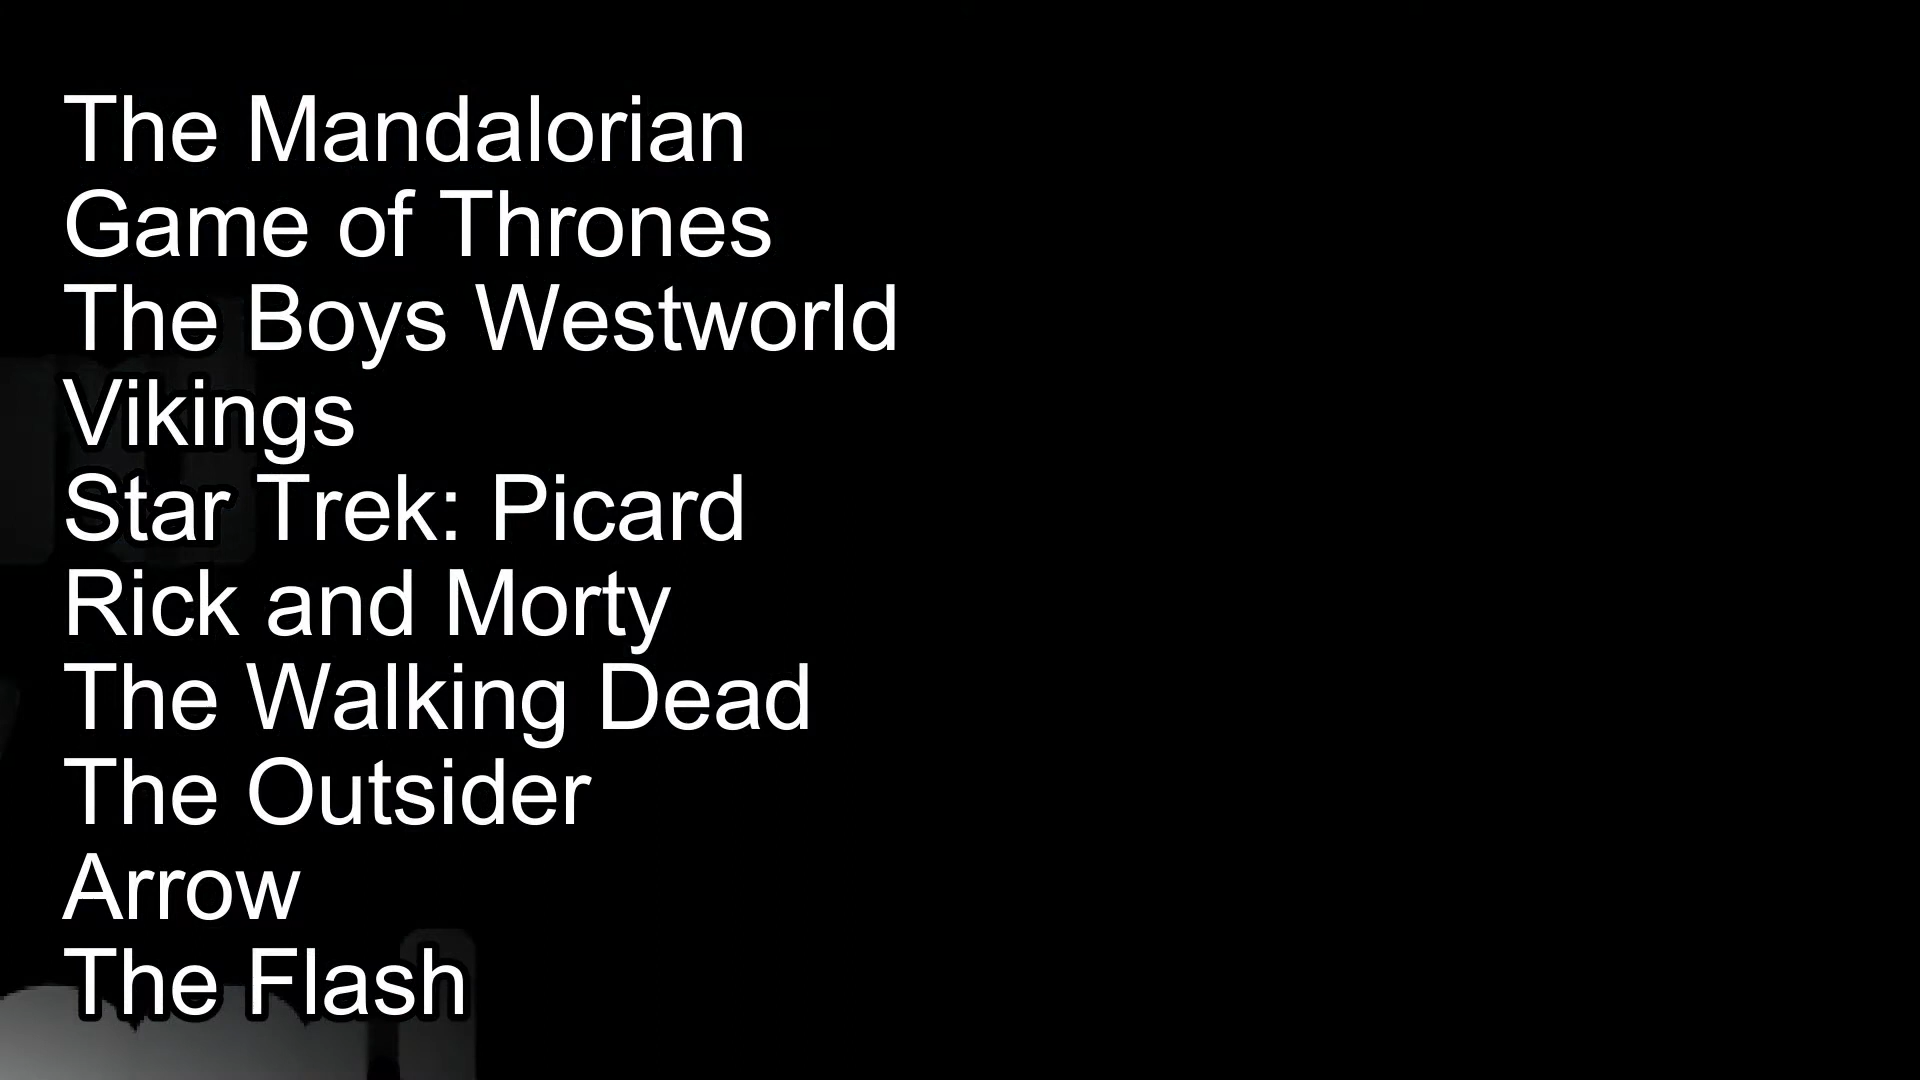 The Mandalorian
Game of Thrones
The Boys Westworld
Vikings
Star Trek: Picard
Rick and Morty
The Walking Dead
The Outsider
Arrow
The Flash